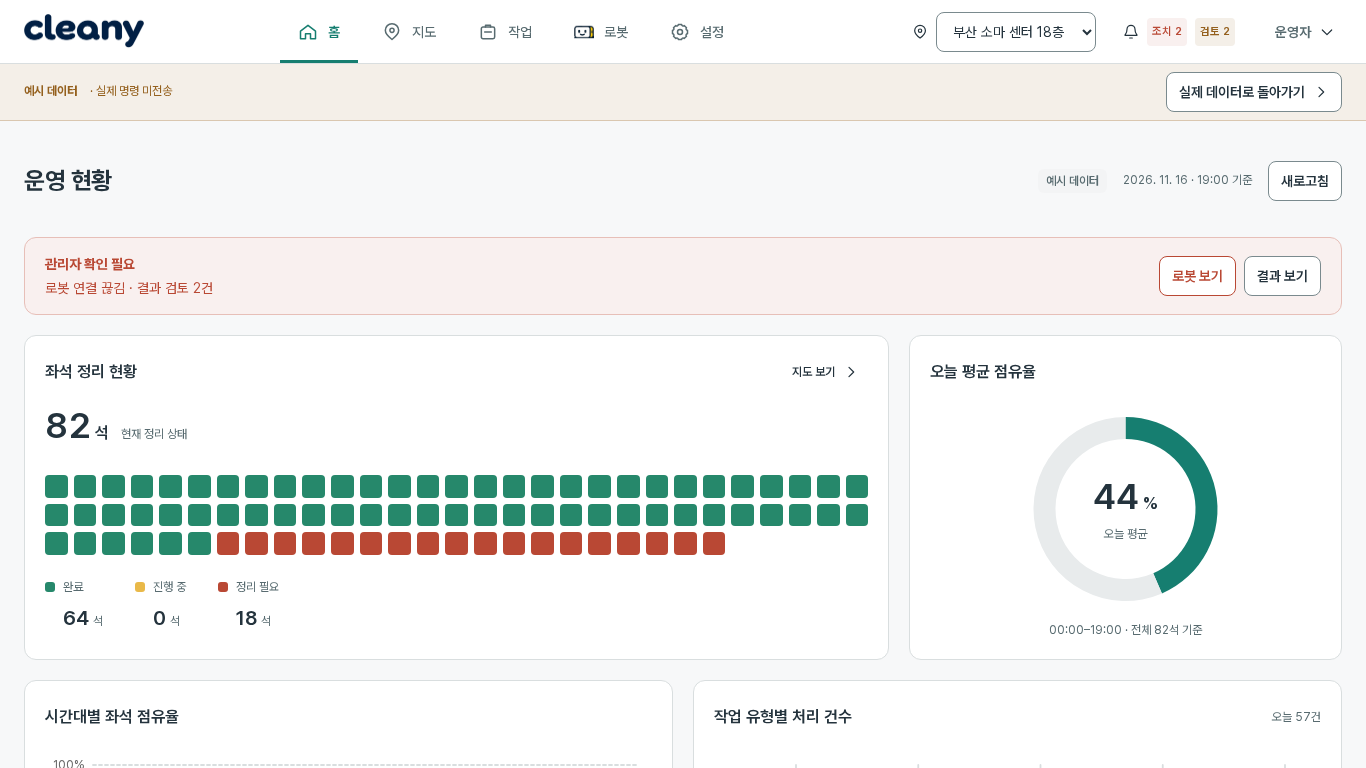 cleany
홈
지도
작업
로봇
설정
부산 소마 센터 18층
조치 2
검토 2
운영자
예시 데이터 · 실제 명령 미전송
실제 데이터로 돌아가기
운영 현황
예시 데이터
2026. 11. 16 · 19:00 기준
새로고침
관리자 확인 필요
로봇 연결 끊김 · 결과 검토 2건
로봇 보기
결과 보기
좌석 정리 현황
지도 보기
82 석 현재 정리 상태
완료
진행 중
정리 필요
64 석
0 석
18 석
오늘 평균 점유율
44 %
오늘 평균
00:00–19:00 · 전체 82석 기준
시간대별 좌석 점유율
100%
작업 유형별 처리 건수
오늘 57건